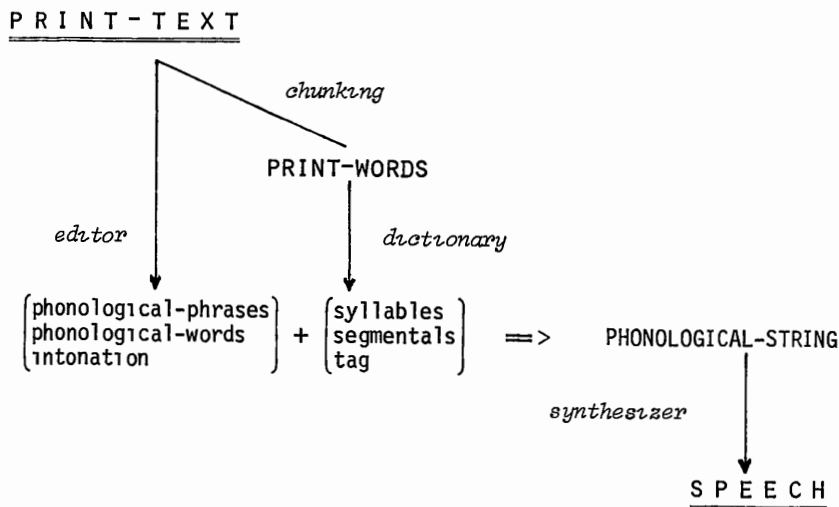 PRINT-TEXT
chunking
PRINT-WORDS
editor
dictionary
phonological-phrases
phonological-words
intonation
+
syllables
segmentals
tag
==>
PHONOLOGICAL-STRING
synthesizer
SPEECH